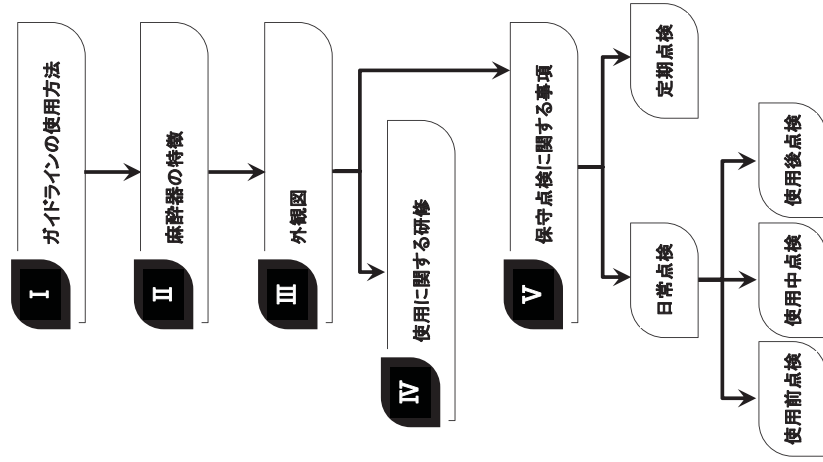 I
ガイドラインの使用方法
II
麻酔器の特徴
III
外観図
IV
使用に関する研修
V
保守点検に関する事項
日常点検
定期点検
使用前点検
使用中点検
使用後点検